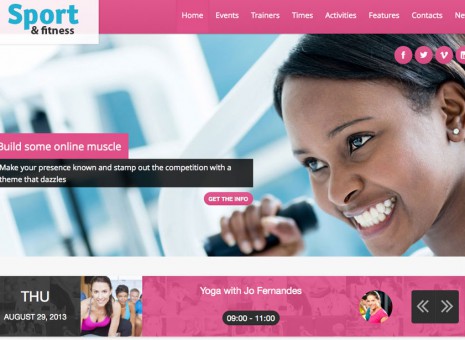 Sport
& fitness
Home Events Trainers Times Activities Features Contacts
Build some online muscle
Make your presence known and stamp out the competition with a
theme that dazzles
GET THE INFO
THU
AUGUST 29, 2013
Yoga with Jo Fernandes
09:00 - 11:00